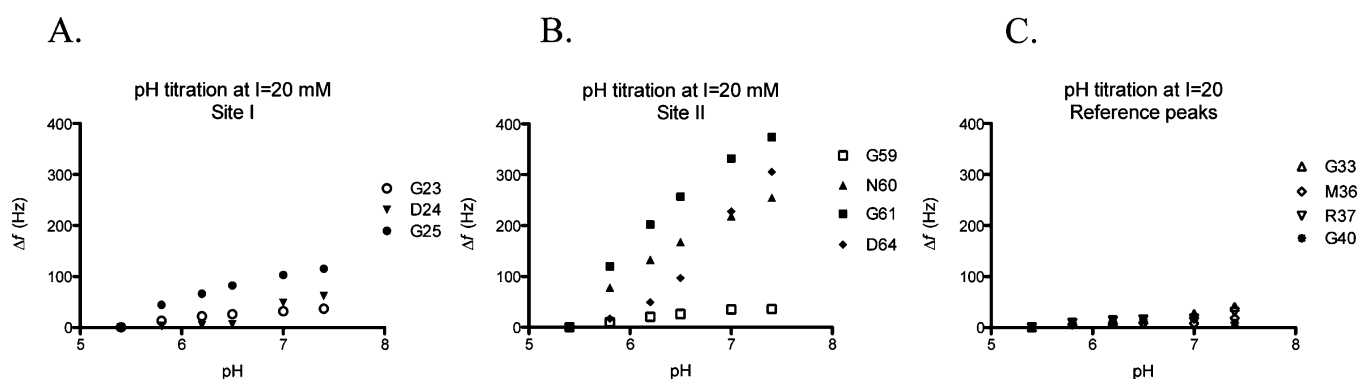 A.
B.
C.
pH titration at I=20 mM
Site I
400
300
200
100
0
Δf (Hz)
5
6
7
8
pH
G23
D24
G25
pH titration at I=20 mM
Site II
400
300
200
100
0
Δf (Hz)
5
6
7
8
pH
G59
N60
G61
D64
pH titration at I=20
Reference peaks
400
300
200
100
0
Δf (Hz)
5
6
7
8
pH
G33
M36
R37
G40